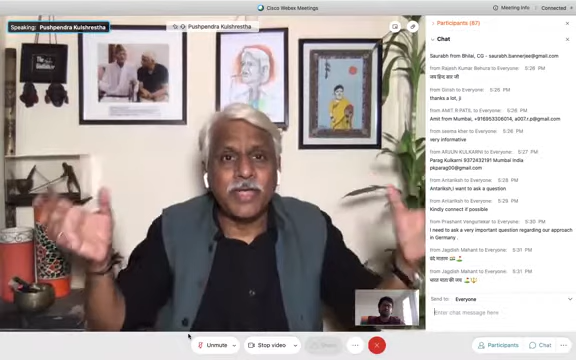 Cisco Webex Meetings
Meeting Info
Connected
Speaking: Pushpendra Kulshrestha
Pushpendra Kulshrestha
Participants (87)
Chat
Saurabh from Bhilai, CG - saurabh.bannerjee@gmail.com
from Rajesh Kumar Behura to Everyone: 5:26 PM
जय हिन्द सर जी
from Girish to Everyone: 5:26 PM
thanks a lot, ji
from AMIT R PATIL to Everyone: 5:26 PM
Amit from Mumbai, +916953306014, a007.r.p@gmail.com
from seema kher to Everyone: 5:26 PM
very informative
from ARJUN KULKARNI to Everyone: 5:27 PM
Parag Kulkarni 9372432191 Mumbai India
pkparag00@gmail.com
from Antariksh to Everyone: 5:28 PM
Antariksh,I want to ask a question
from Antariksh to Everyone: 5:29 PM
Kindly connect if possible
from Prashant Vengurlekar to Everyone: 5:30 PM
I need to ask a very important question regarding our approach
in Germany .
from Jagdish Mahant to Everyone: 5:31 PM
वंदे मातरम
from Jagdish Mahant to Everyone: 5:31 PM
भारत माता की जय
Send to: Everyone
Enter chat message here
Unmute
Stop video
Share
Participants
Chat